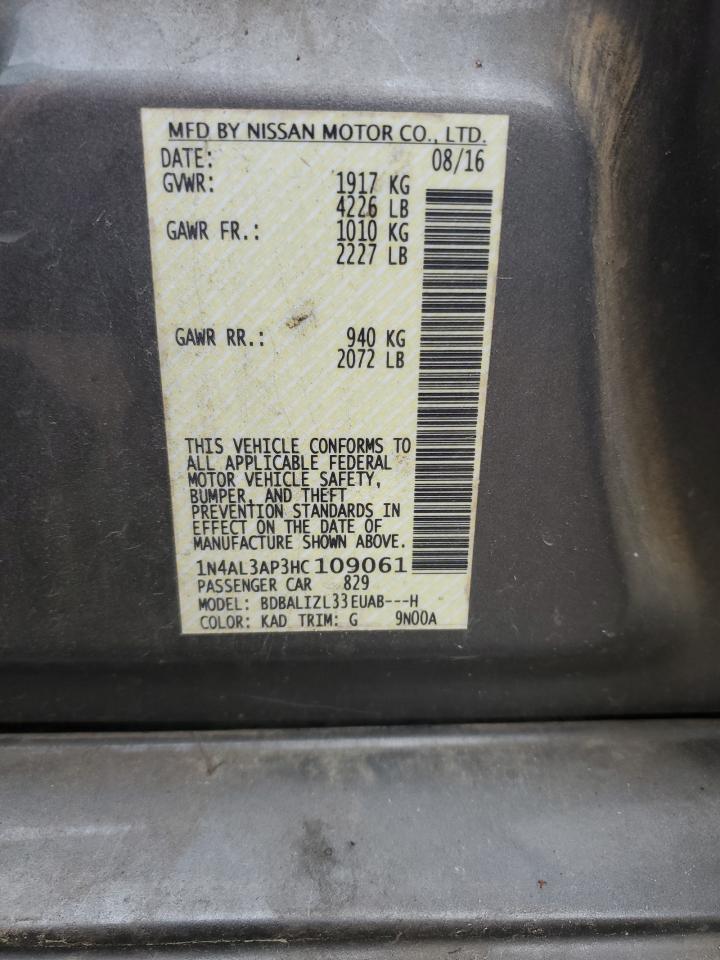 MFD BY NISSAN MOTOR CO., LTD.
DATE: 08/16
GVWR: 1917 KG
4226 LB
GAWR FR.: 1010 KG
2227 LB
GAWR RR.: 940 KG
2072 LB
THIS VEHICLE CONFORMS TO
ALL APPLICABLE FEDERAL
MOTOR VEHICLE SAFETY,
BUMPER, AND THEFT
PREVENTION STANDARDS IN
EFFECT ON THE DATE OF
MANUFACTURE SHOWN ABOVE.
1N4AL3AP3HC109061
PASSENGER CAR 829
MODEL: BDBALIZL33EUAB---H
COLOR: KAD TRIM: G 9N00A